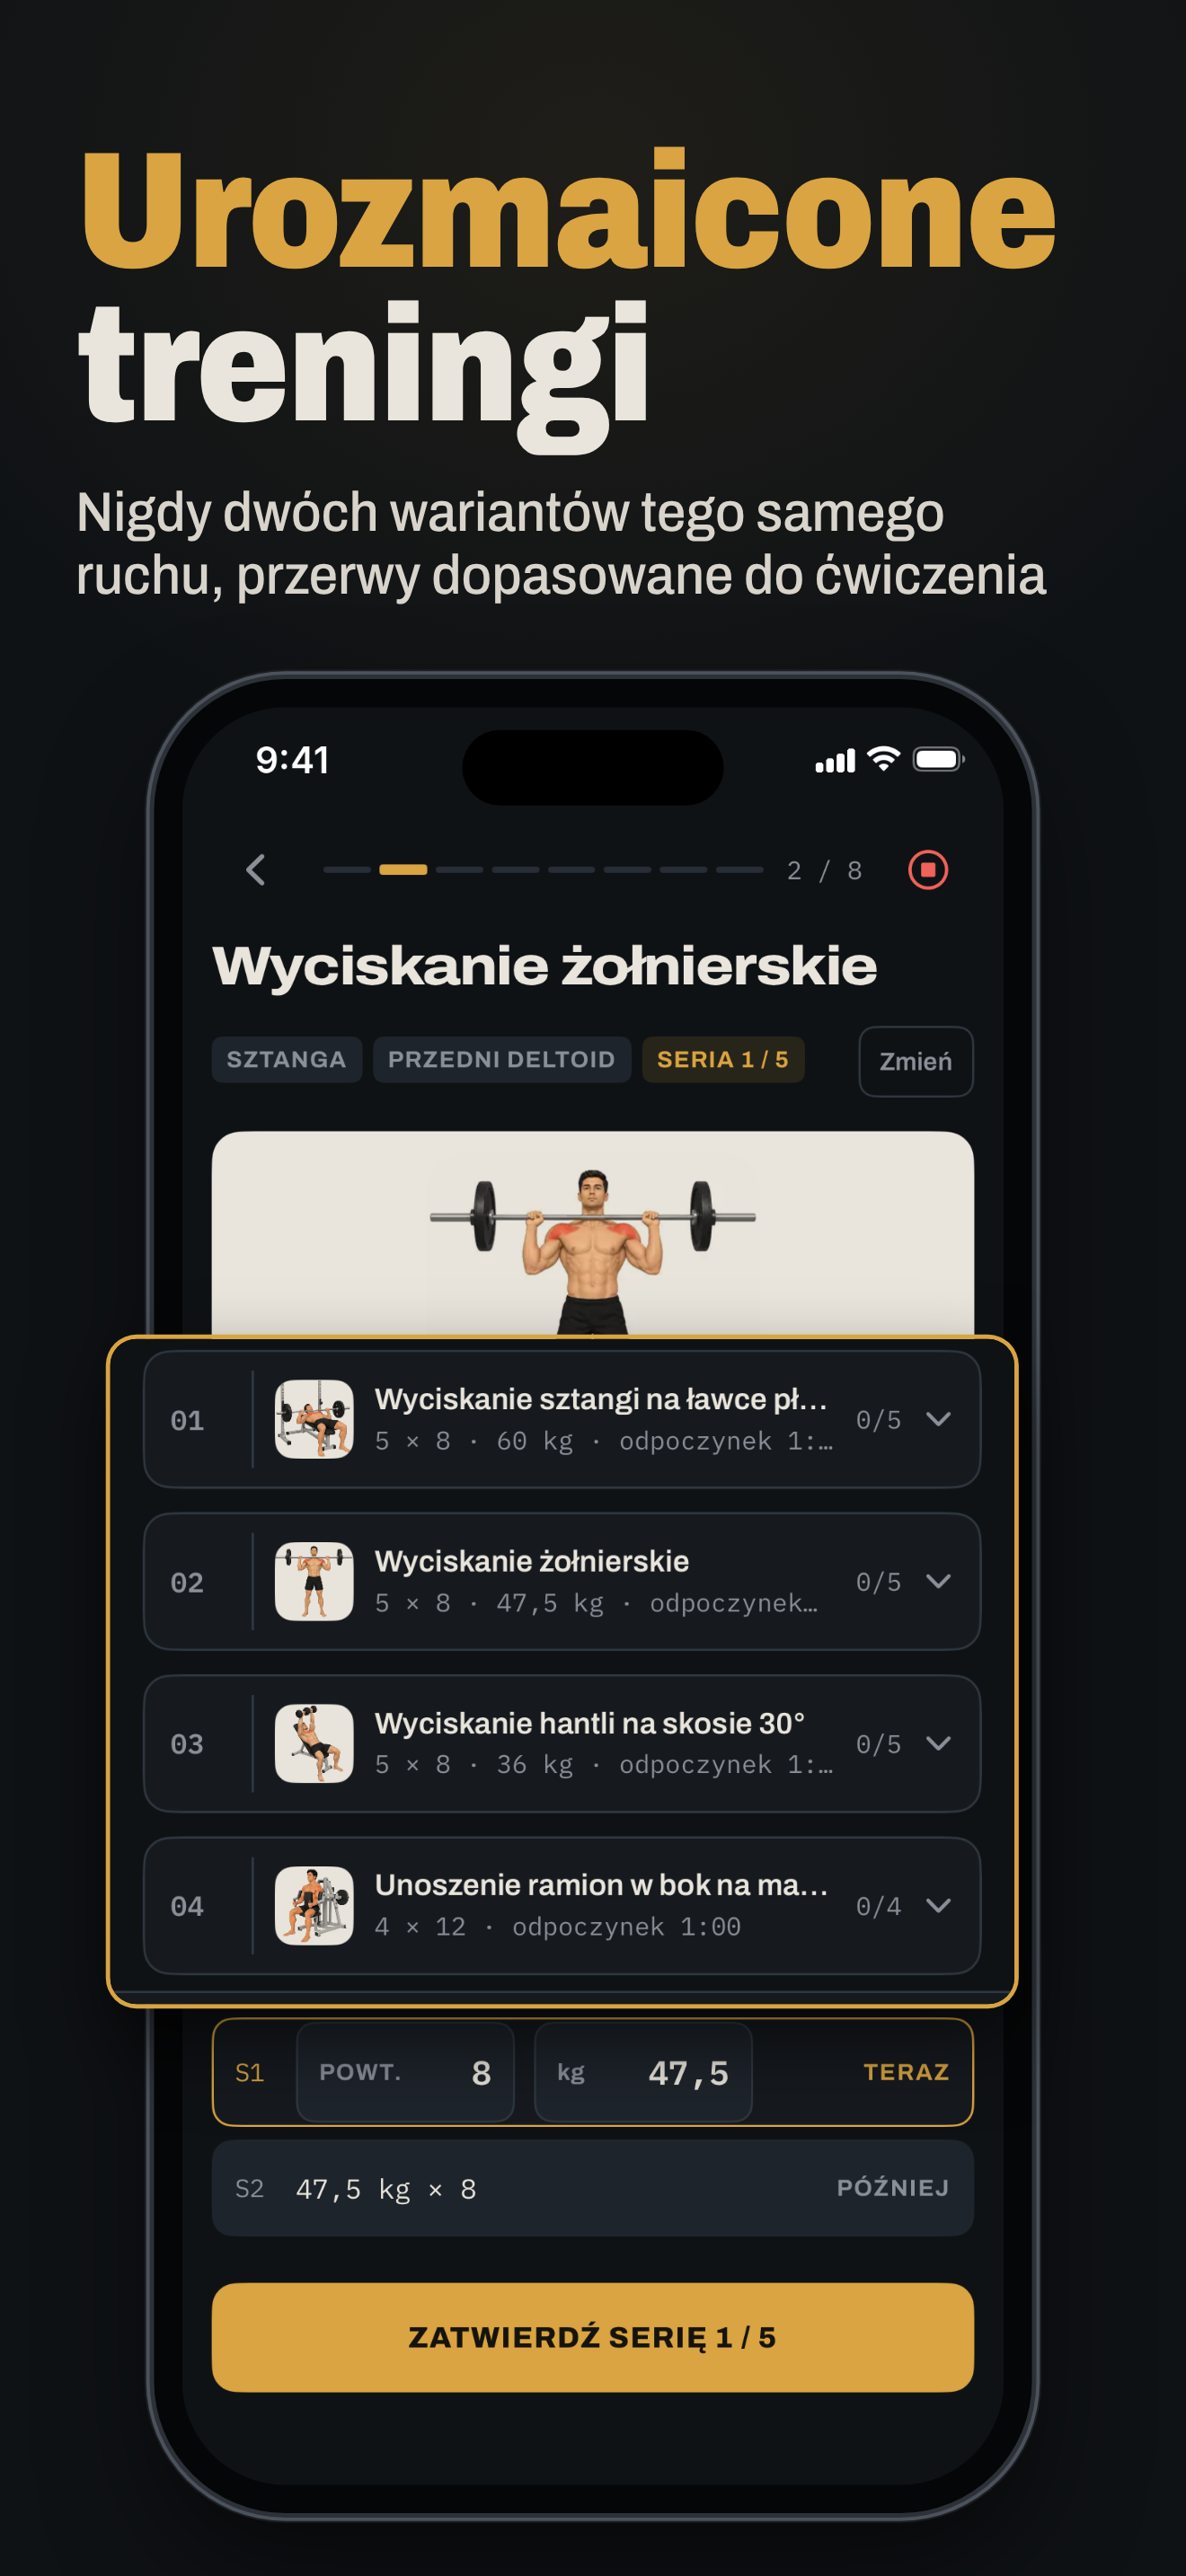 Urozmaicone
treningi
Nigdy dwóch wariantów tego samego
ruchu, przerwy dopasowane do ćwiczenia
9:41
2 / 8
Wyciskanie żołnierskie
SZTANGA
PRZEDNI DELTOID
SERIA 1 / 5
Zmień
01
Wyciskanie sztangi na ławce pł…
5 × 8 · 60 kg · odpoczynek 1:…
0/5
02
Wyciskanie żołnierskie
5 × 8 · 47,5 kg · odpoczynek…
0/5
03
Wyciskanie hantli na skosie 30°
5 × 8 · 36 kg · odpoczynek 1:…
0/5
04
Unoszenie ramion w bok na ma…
4 × 12 · odpoczynek 1:00
0/4
S1 POWT. 8 kg 47,5 TERAZ
S2 47,5 kg × 8 PÓŹNIEJ
ZATWIERDŹ SERIĘ 1 / 5